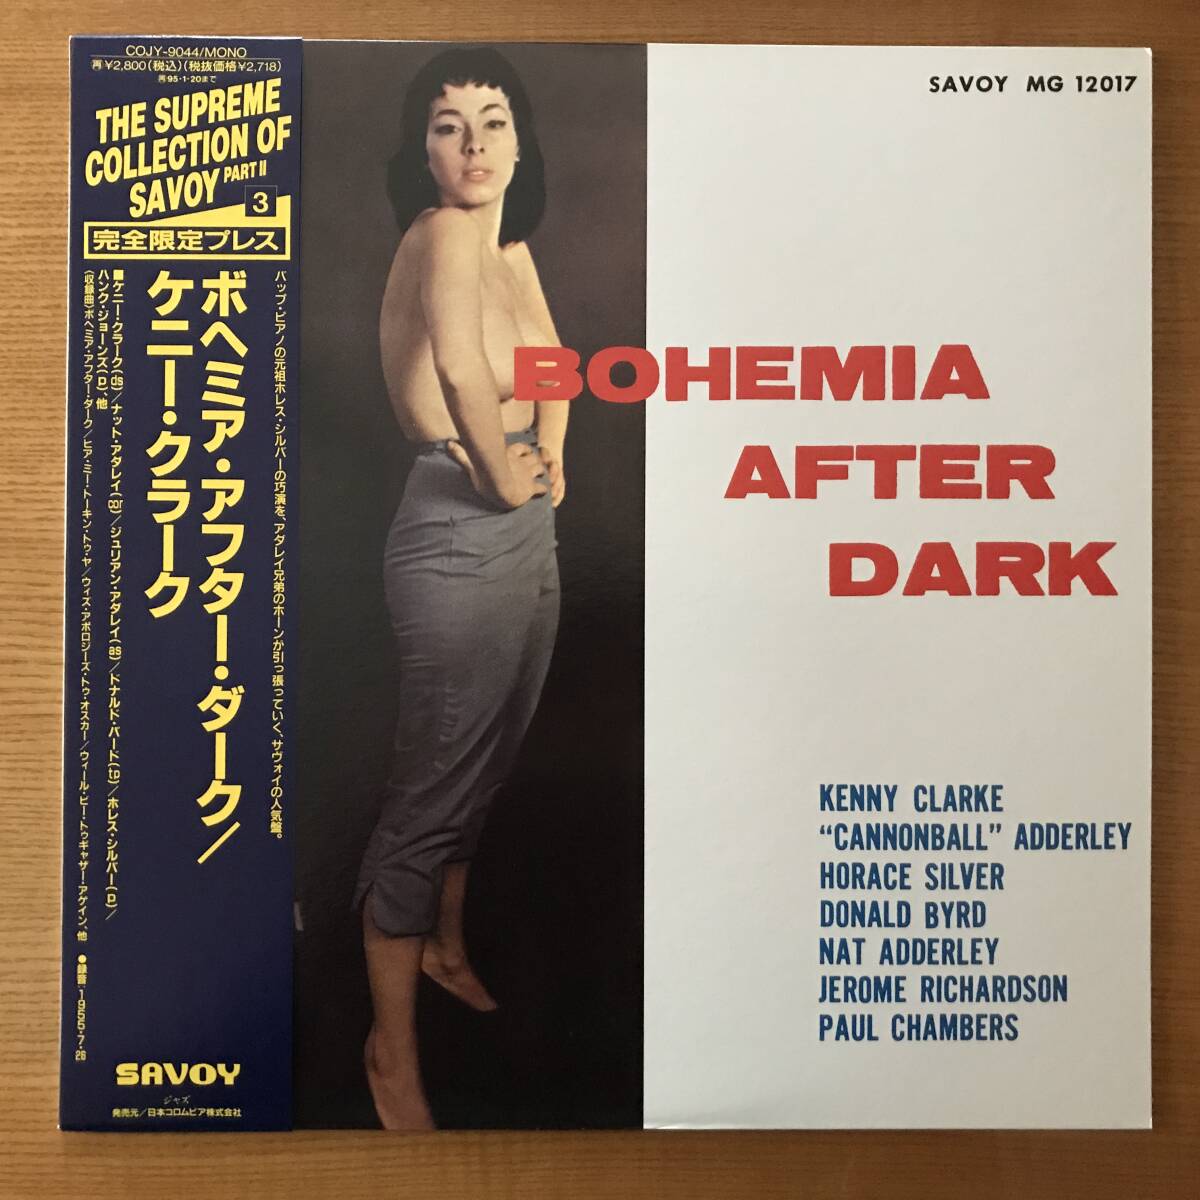 COJY-9044/MONO
再¥2,800(税込)(税抜価格¥2,718)
再95・1・20まで
THE SUPREME
COLLECTION OF
SAVOY PART II
3
完全限定プレス
バップ・ピアノの元祖ホレス・シルバーの巧演を、アダレイ兄弟のホーンが引っ張っていく、サヴォイの人気盤。
ボヘミア・アフター・ダーク/
ケニー・クラーク
■ケニー・クラーク(ds)/ナット・アダレイ(cor)/ジュリアン・アダレイ(as)/ドナルド・バード(tp)/ホレス・シルバー(p)/
ハンク・ジョーンズ(p)、他
(収録曲)ボヘミア・アフター・ダーク/ヒア・ミー・トーキン・トゥ・ヤ/ウィズ・アポロジーズ・トゥ・オスカー/ウィール・ビー・トゥギャザー・アゲイン、他 ●録音:1955・7・26
SAVOY
ジャズ
発売元/日本コロムビア株式会社
SAVOY MG 12017
BOHEMIA
AFTER
DARK
KENNY CLARKE
“CANNONBALL” ADDERLEY
HORACE SILVER
DONALD BYRD
NAT ADDERLEY
JEROME RICHARDSON
PAUL CHAMBERS